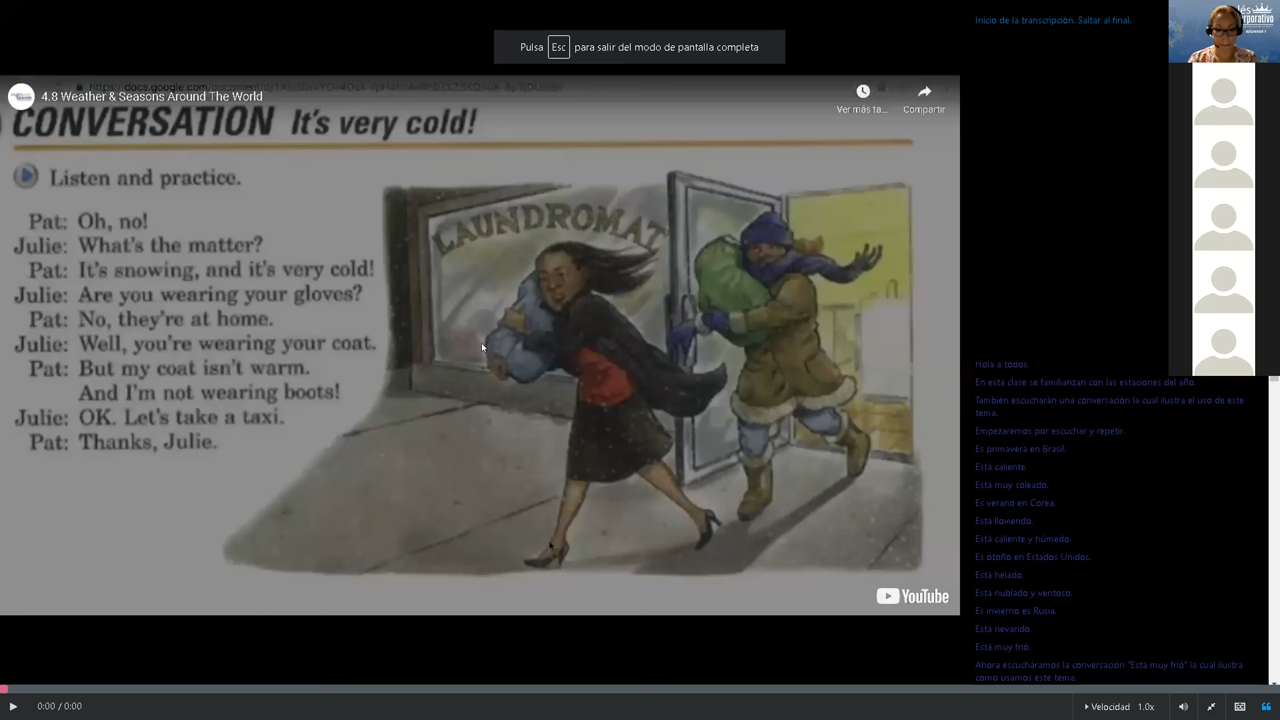 Inicio de la transcripción. Saltar al final.
Pulsa Esc para salir del modo de pantalla completa
4.8 Weather & Seasons Around The World
Ver más ta...
Compartir
CONVERSATION It's very cold!
Listen and practice.
LAUNDROMAT
Pat: Oh, no!
Julie: What's the matter?
Pat: It's snowing, and it's very cold!
Julie: Are you wearing your gloves?
Pat: No, they're at home.
Julie: Well, you're wearing your coat.
Pat: But my coat isn't warm.
And I'm not wearing boots!
Julie: OK. Let's take a taxi.
Pat: Thanks, Julie.
YouTube
Hola a todos.
En esta clase se familiarizan con las estaciones del año.
También escucharán una conversación la cual ilustra el uso de este
tema.
Empezaremos por escuchar y repetir.
Es primavera en Brasil.
Está caliente.
Está muy soleado.
Es verano en Corea.
Está lloviendo.
Está caliente y húmedo.
Es otoño en Estados Unidos.
Está helado.
Está nublado y ventoso.
Es invierno es Rusia.
Está nevando
Está muy frió.
Ahora escucháramos la conversación "Esta muy frió" la cual ilustra
como usamos este tema.
0:00 / 0:00
Velocidad 1.0x